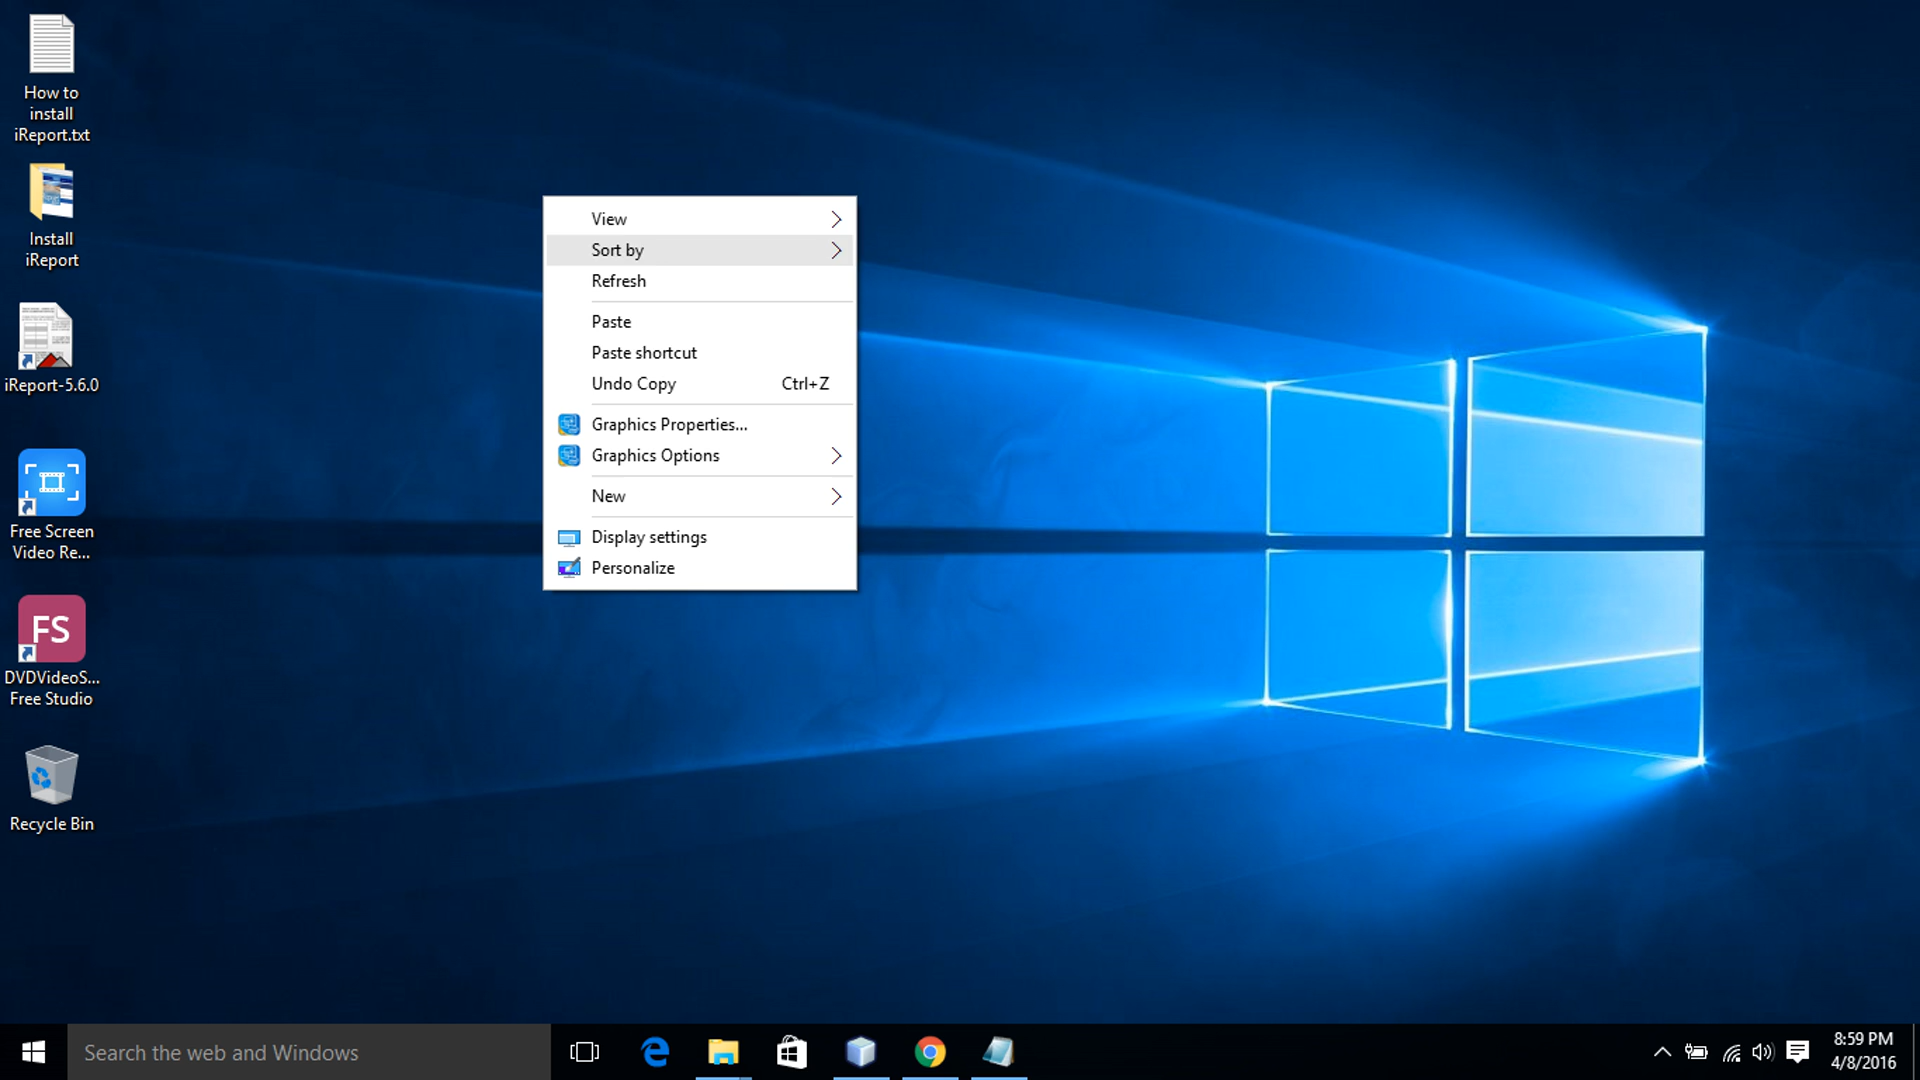 How to
install
iReport.txt
Install
iReport
iReport-5.6.0
Free Screen
Video Re...
FS
DVDVideoS...
Free Studio
Recycle Bin
View
Sort by
Refresh
Paste
Paste shortcut
Undo Copy Ctrl+Z
Graphics Properties...
Graphics Options
New
Display settings
Personalize
Search the web and Windows
8:59 PM
4/8/2016